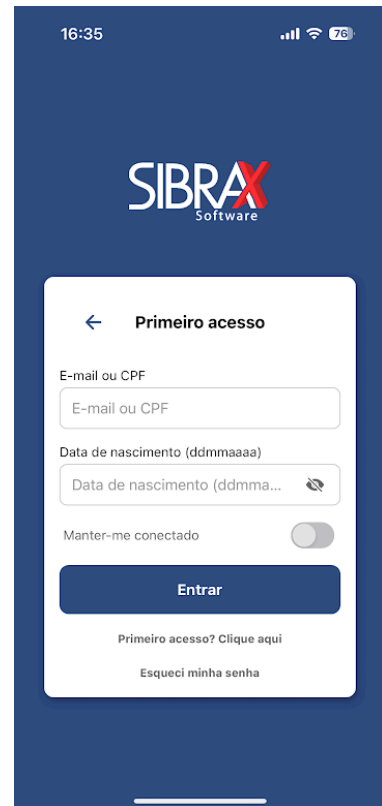 16:35
76
SIBRAX
Software
Primeiro acesso
E-mail ou CPF
E-mail ou CPF
Data de nascimento (ddmmaaaa)
Data de nascimento (ddmma...
Manter-me conectado
Entrar
Primeiro acesso? Clique aqui
Esqueci minha senha